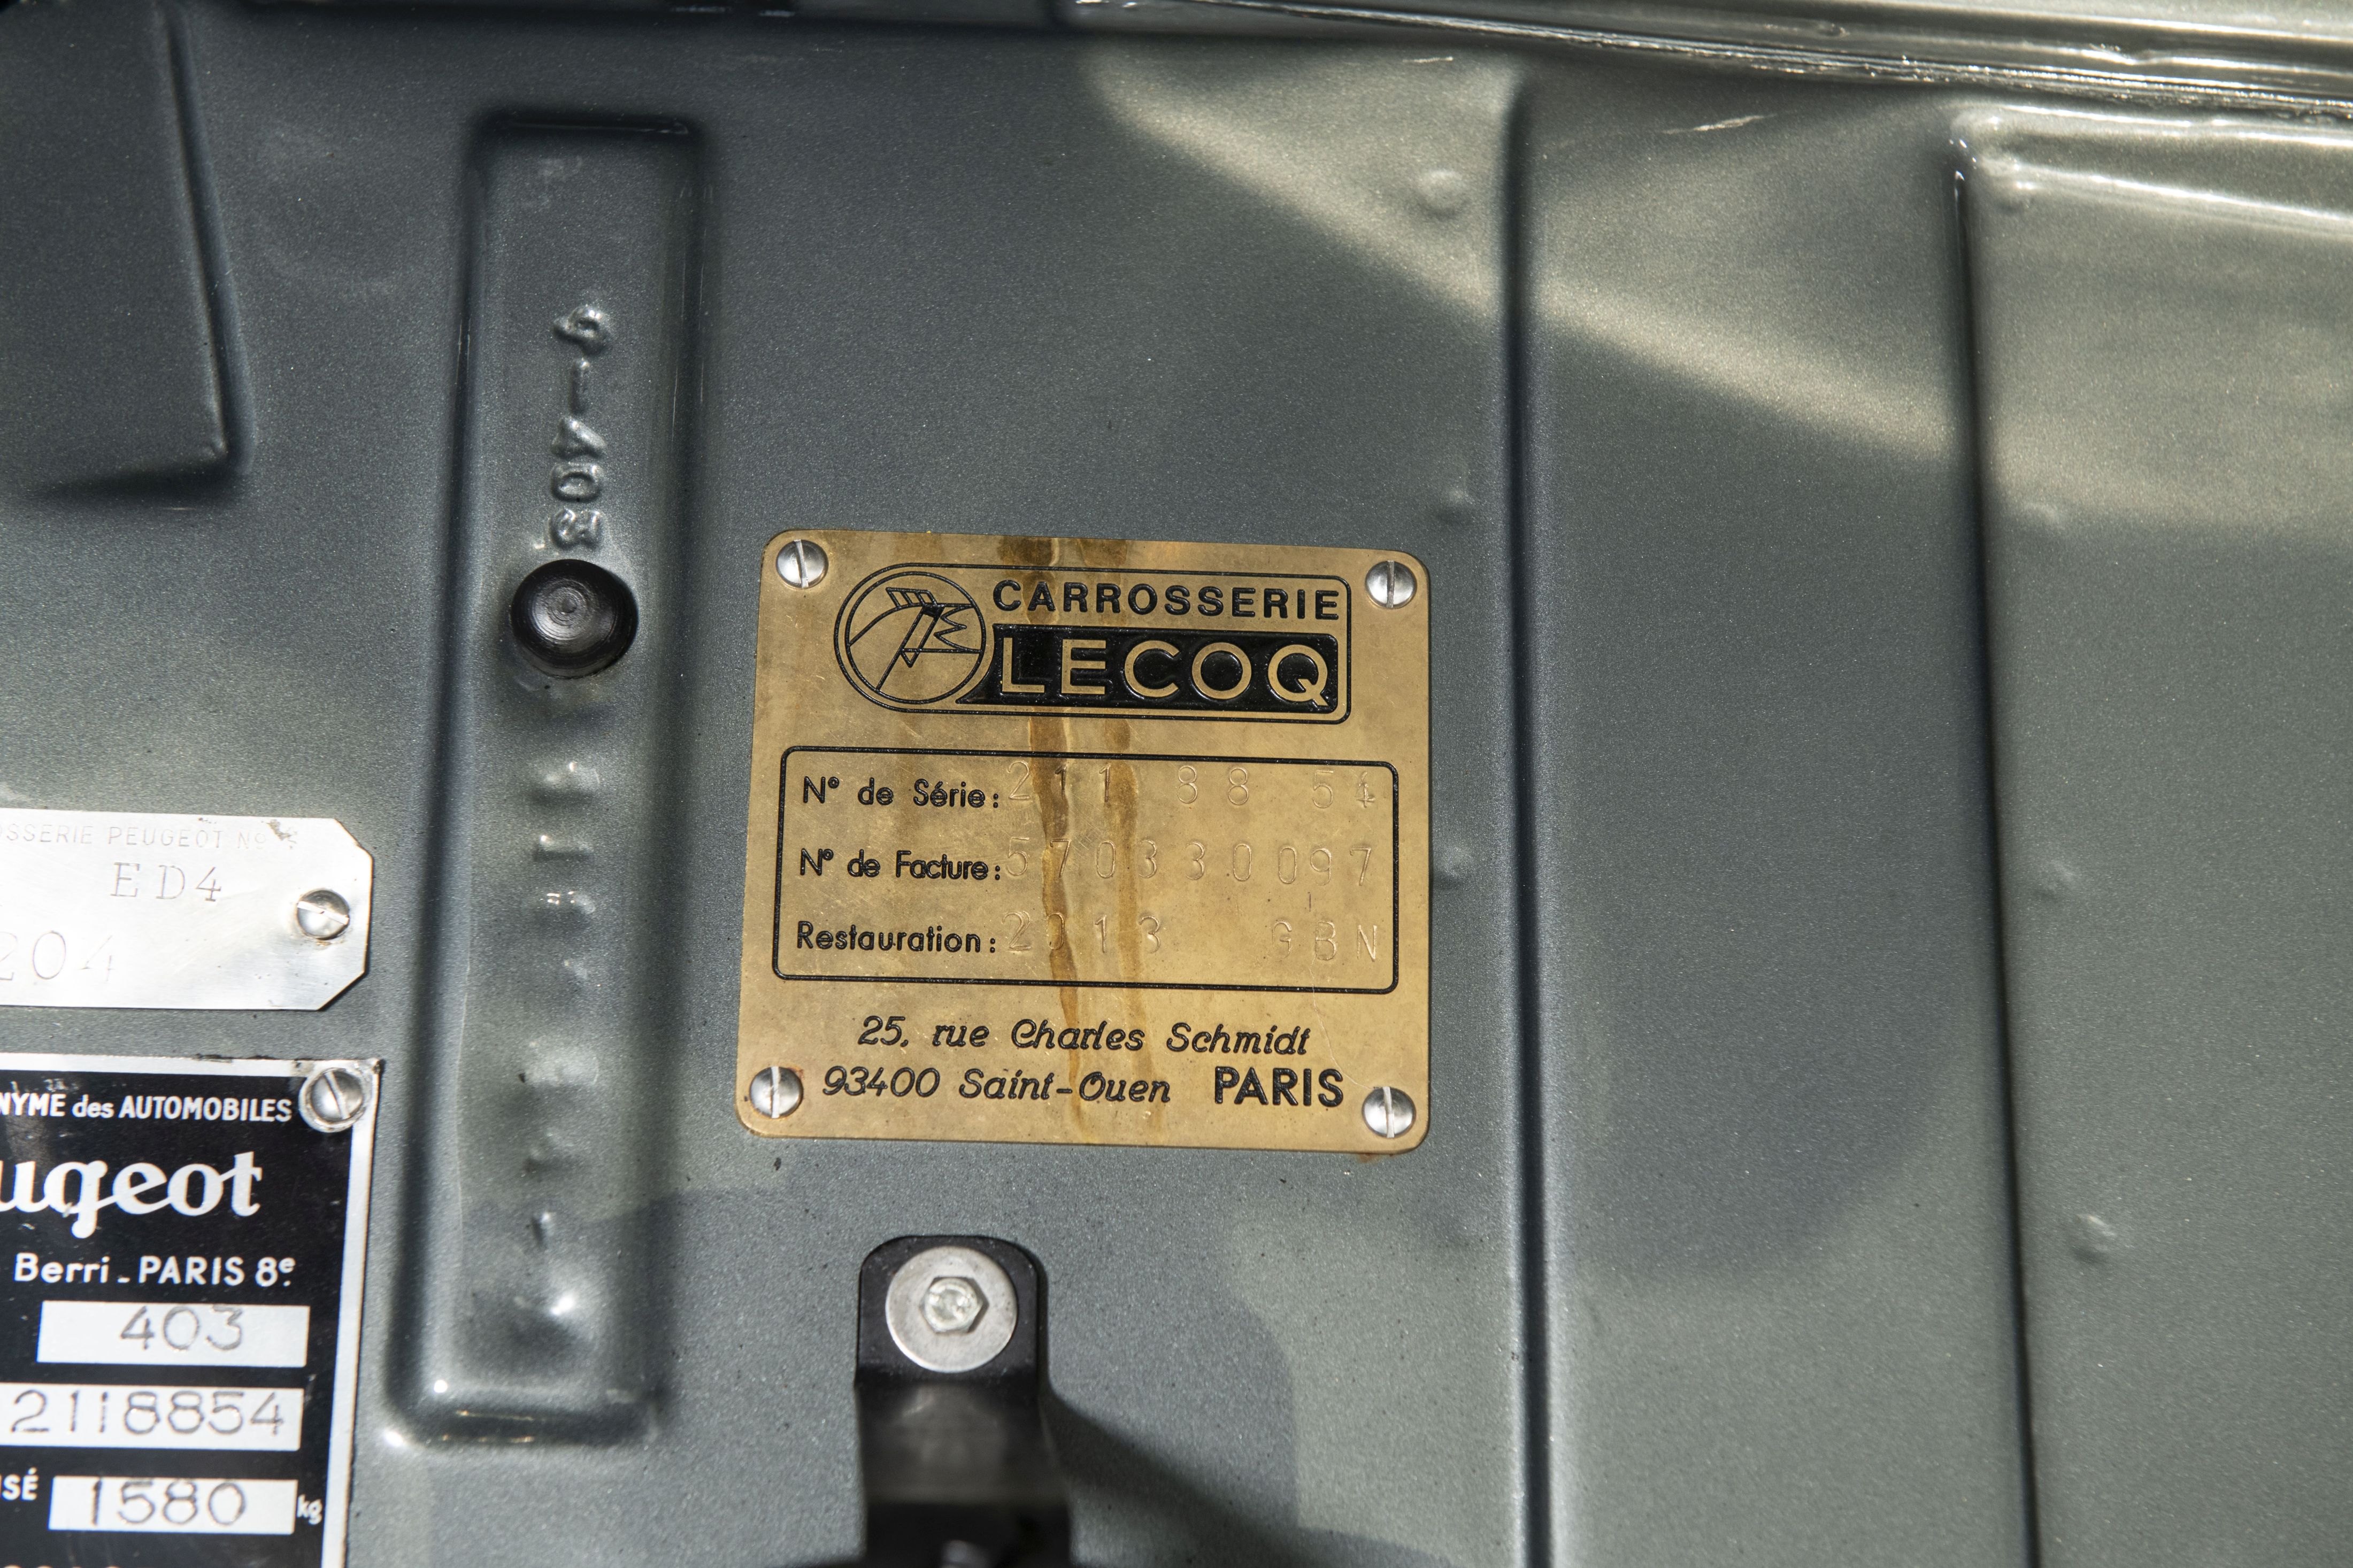 9-403
CARROSSERIE
LECOQ
N° de Série: 211 88 54
N° de Facture: 570330097
Restauration: 2013 GBN
25, rue Charles Schmidt
93400 Saint-Ouen PARIS
OSSERIE PEUGEOT No
ED4
204
NYME des AUTOMOBILES
ugeot
Berri - PARIS 8e.
403
2118854
SÉ 1580 kg